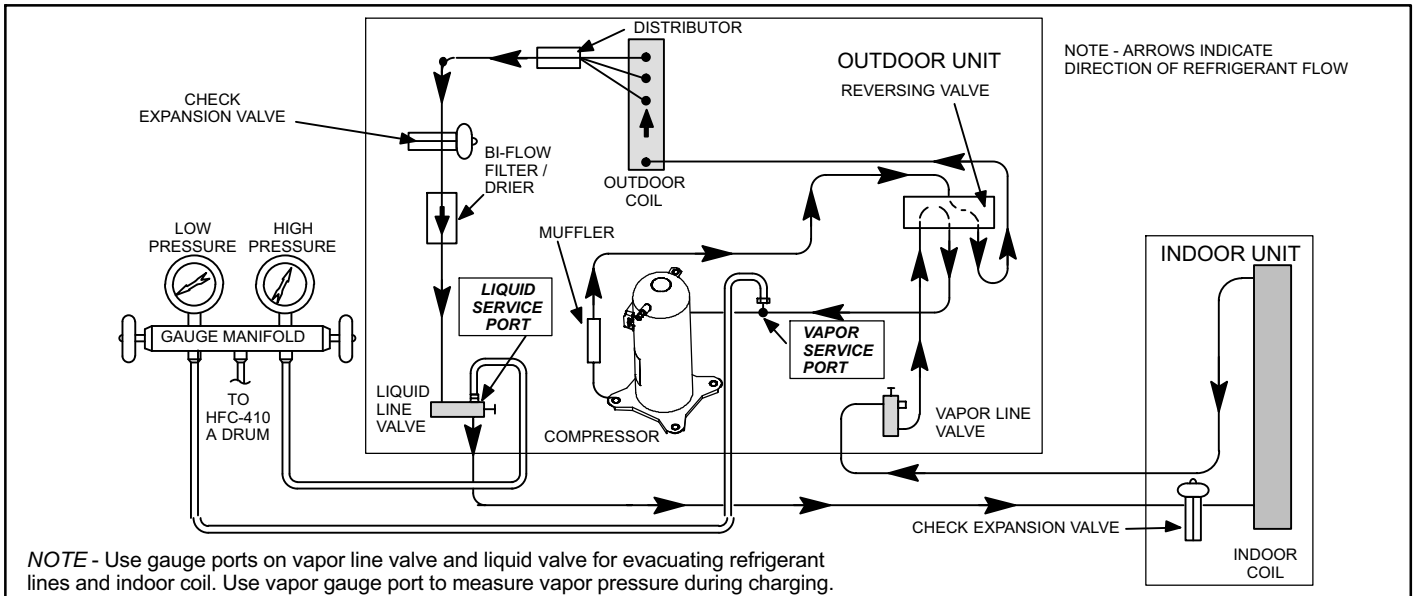 DISTRIBUTOR
NOTE - ARROWS INDICATE
DIRECTION OF REFRIGERANT FLOW
OUTDOOR UNIT
REVERSING VALVE
CHECK
EXPANSION VALVE
BI-FLOW
FILTER /
DRIER
OUTDOOR
COIL
LOW
PRESSURE
HIGH
PRESSURE
MUFFLER
INDOOR UNIT
LIQUID
SERVICE
PORT
GAUGE MANIFOLD
VAPOR
SERVICE
PORT
TO
HFC-410
A DRUM
LIQUID
LINE
VALVE
COMPRESSOR
VAPOR LINE
VALVE
CHECK EXPANSION VALVE
INDOOR
COIL
NOTE - Use gauge ports on vapor line valve and liquid valve for evacuating refrigerant
lines and indoor coil. Use vapor gauge port to measure vapor pressure during charging.